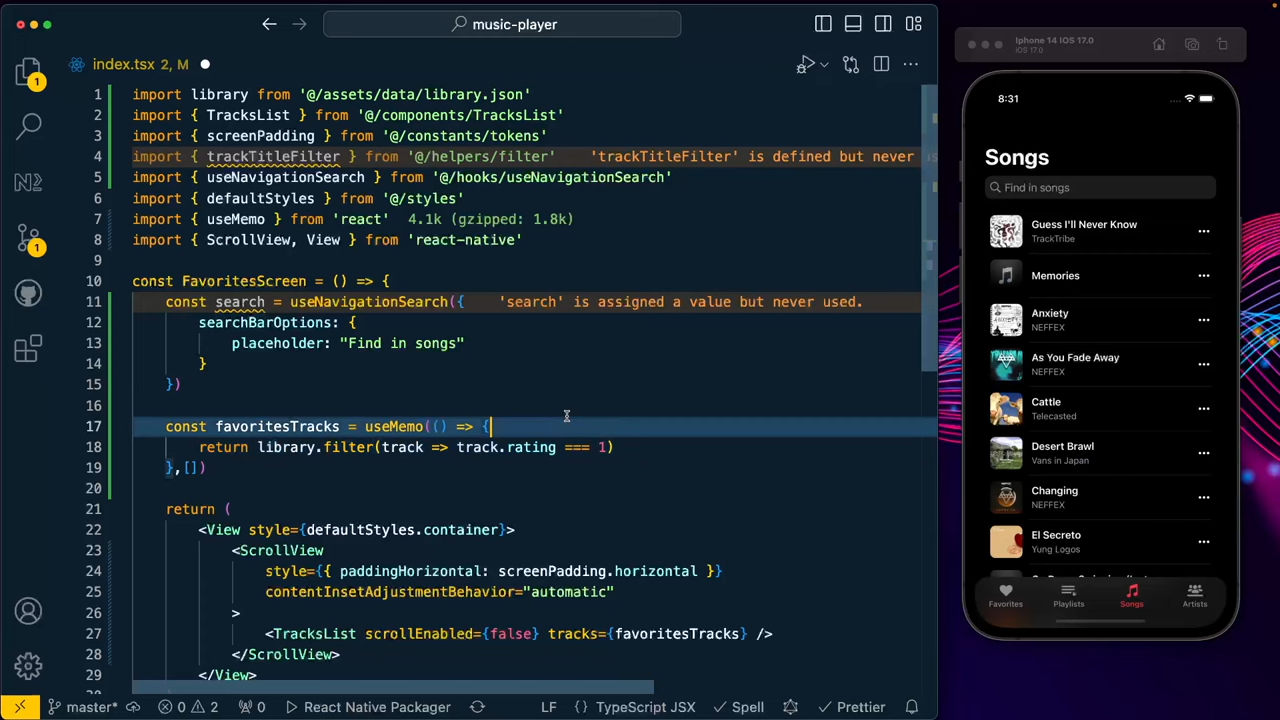 music-player
index.tsx 2, M
1 import library from '@/assets/data/library.json'
2 import { TracksList } from '@/components/TracksList'
3 import { screenPadding } from '@/constants/tokens'
4 import { trackTitleFilter } from '@/helpers/filter' 'trackTitleFilter' is defined but never
5 import { useNavigationSearch } from '@/hooks/useNavigationSearch'
6 import { defaultStyles } from '@/styles'
7 import { useMemo } from 'react' 4.1k (gzipped: 1.8k)
8 import { ScrollView, View } from 'react-native'
9
10 const FavoritesScreen = () => {
11 const search = useNavigationSearch({ 'search' is assigned a value but never used.
12 searchBarOptions: {
13 placeholder: "Find in songs"
14 }
15 })
16
17 const favoritesTracks = useMemo(() => {
18 return library.filter(track => track.rating === 1)
19 },[])
20
21 return (
22 <View style={defaultStyles.container}>
23 <ScrollView
24 style={{ paddingHorizontal: screenPadding.horizontal }}
25 contentInsetAdjustmentBehavior="automatic"
26 >
27 <TracksList scrollEnabled={false} tracks={favoritesTracks} />
28 </ScrollView>
29 </View>
1
1
master* 0 2 0 React Native Packager LF {} TypeScript JSX Spell Prettier
Iphone 14 IOS 17.0
iOS 17.0
8:31
Songs
Find in songs
Guess I'll Never Know
TrackTribe
Memories
Anxiety
NEFFEX
As You Fade Away
NEFFEX
Cattle
Telecasted
Desert Brawl
Vans in Japan
Changing
NEFFEX
El Secreto
Yung Logos
Favorites Playlists Songs Artists